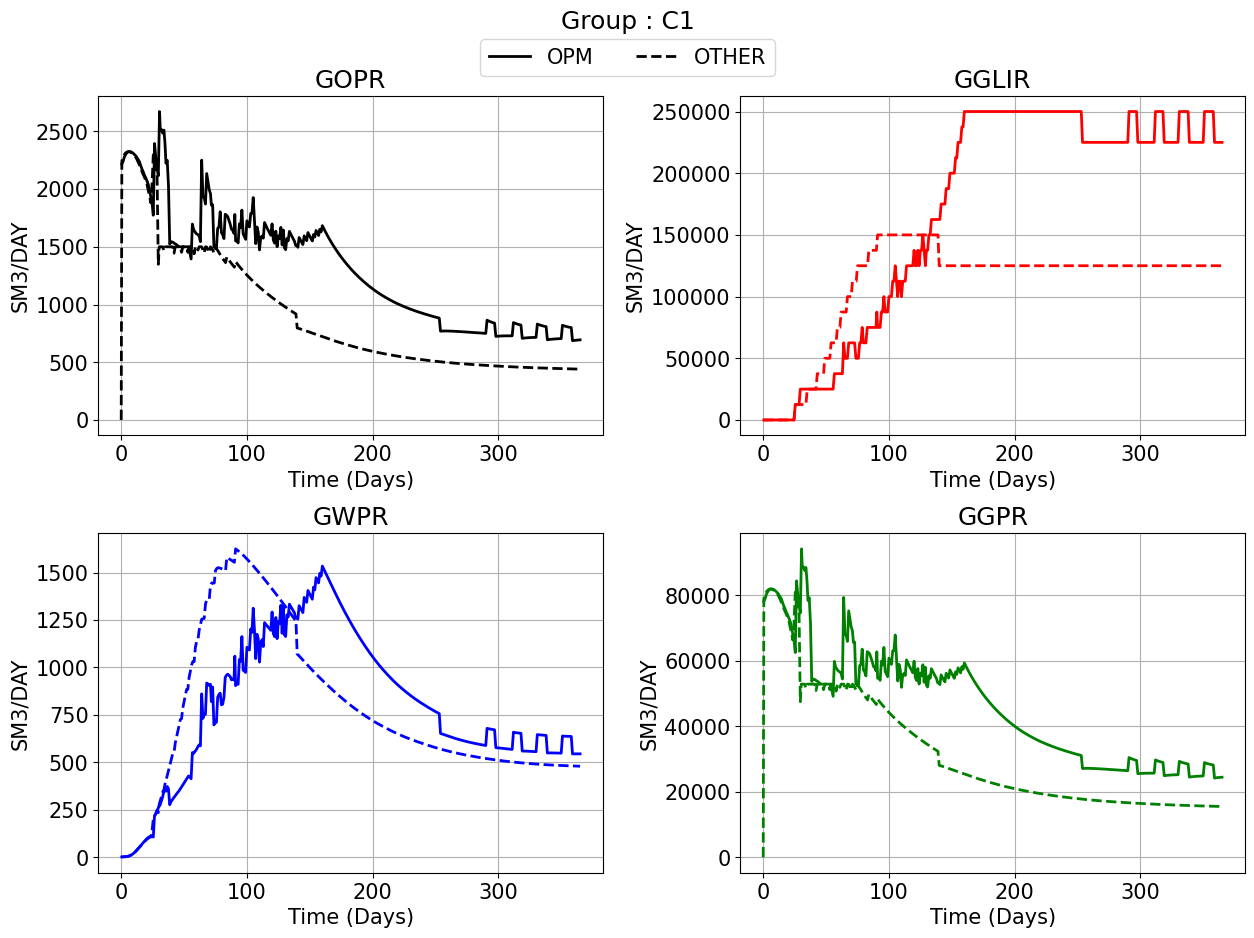 Group : C1
OPM OTHER
GOPR
SM3/DAY
2500
2000
1500
1000
500
0
0 100 200 300
Time (Days)
GGLIR
SM3/DAY
250000
200000
150000
100000
50000
0
0 100 200 300
Time (Days)
GWPR
SM3/DAY
1500
1250
1000
750
500
250
0
0 100 200 300
Time (Days)
GGPR
SM3/DAY
80000
60000
40000
20000
0
0 100 200 300
Time (Days)